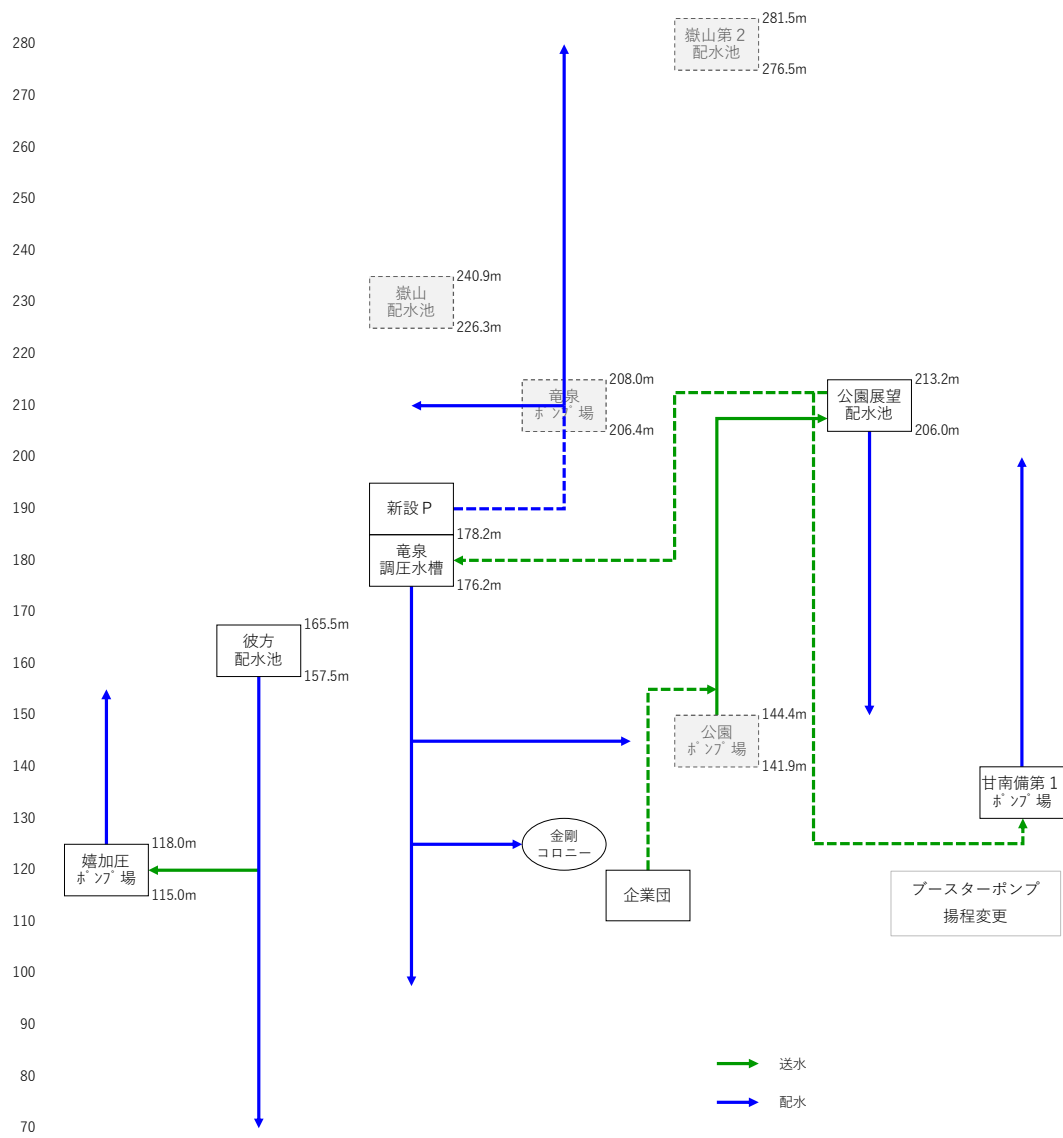 281.5m
嶽山第２
配水池
276.5m
280
270
260
250
240
230
220
210
200
190
180
170
160
150
140
130
120
110
100
90
80
70
240.9m
嶽山
配水池
226.3m
208.0m
竜泉
ﾎﾟﾝﾌﾟ場
206.4m
213.2m
公園展望
配水池
206.0m
新設Ｐ
178.2m
竜泉
調圧水槽
176.2m
165.5m
彼方
配水池
157.5m
144.4m
公園
ﾎﾟﾝﾌﾟ場
141.9m
甘南備第１
ﾎﾟﾝﾌﾟ場
118.0m
嬉加圧
ﾎﾟﾝﾌﾟ場
115.0m
金剛
コロニー
企業団
ブースターポンプ
揚程変更
送水
配水